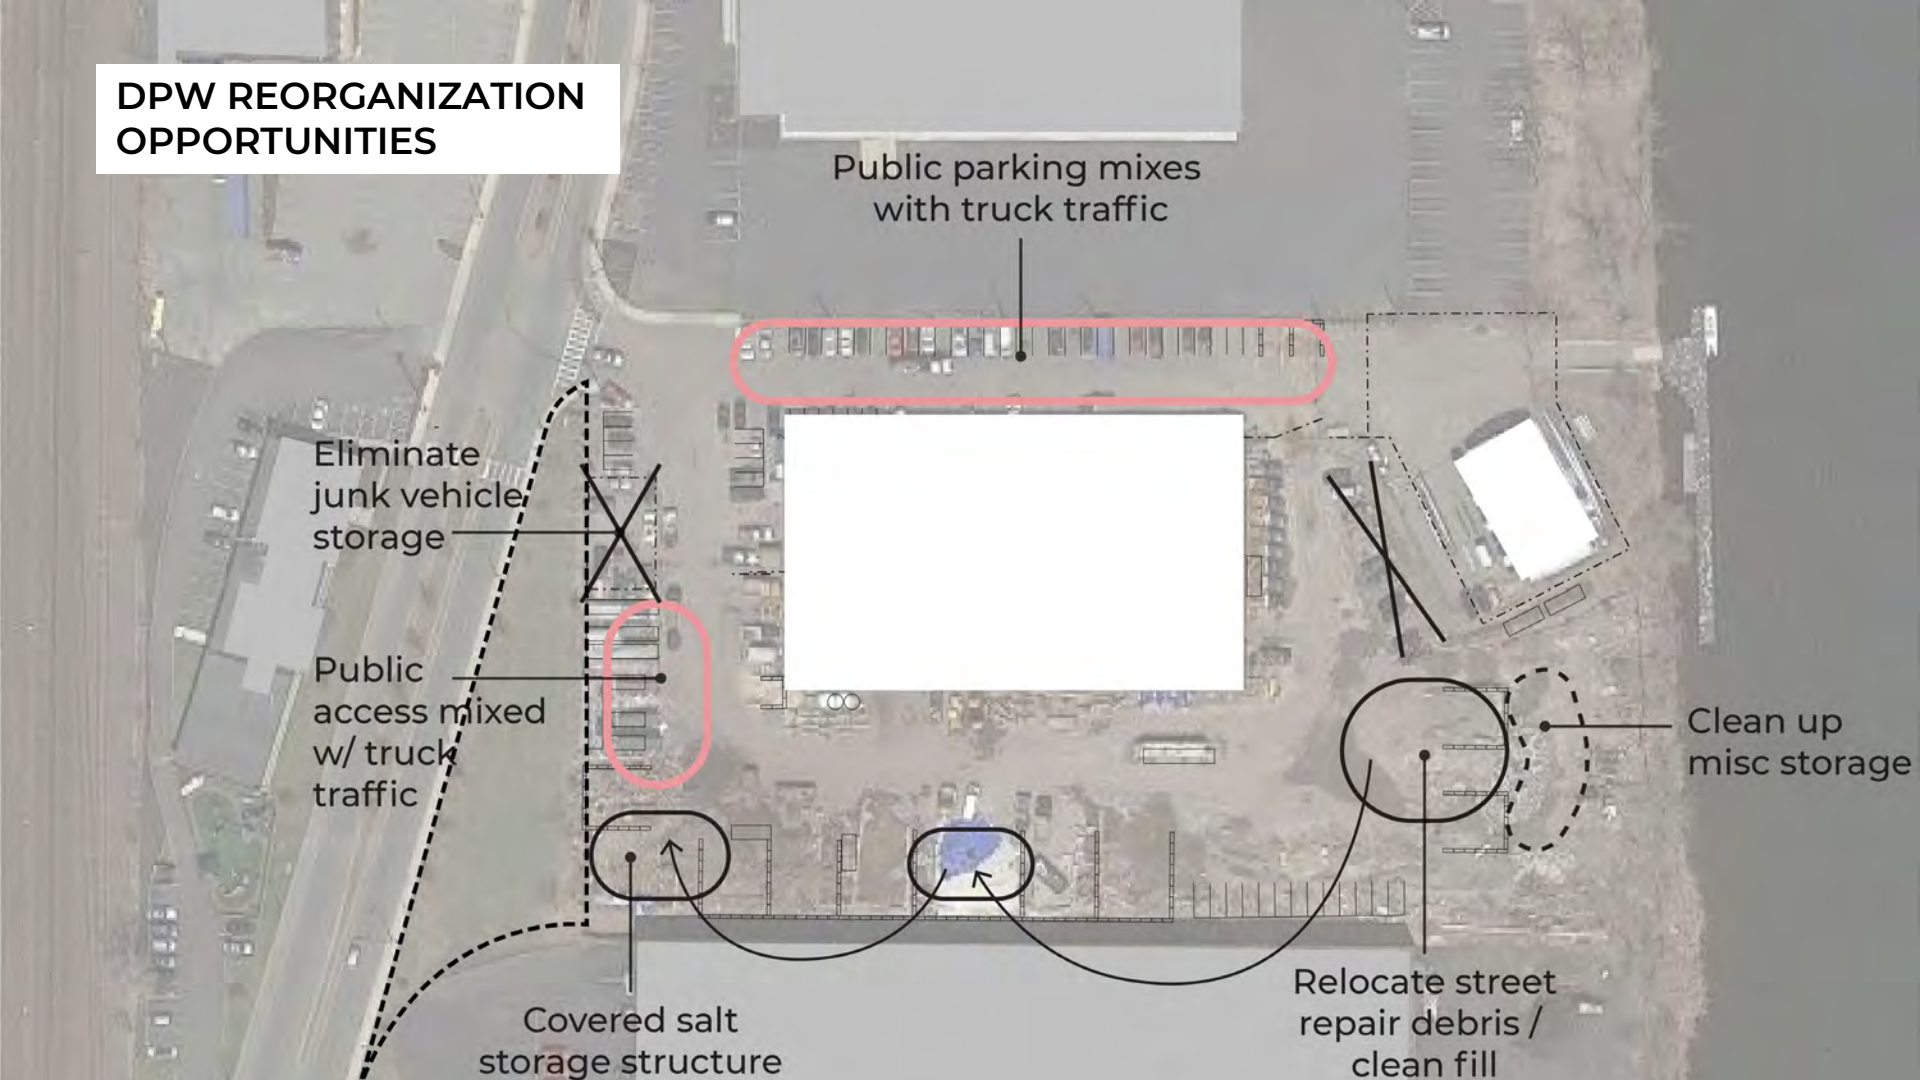 DPW REORGANIZATION
OPPORTUNITIES
Public parking mixes
with truck traffic
Eliminate
junk vehicle
storage
Public
access mixed
w/ truck
traffic
Clean up
misc storage
Covered salt
storage structure
Relocate street
repair debris /
clean fill